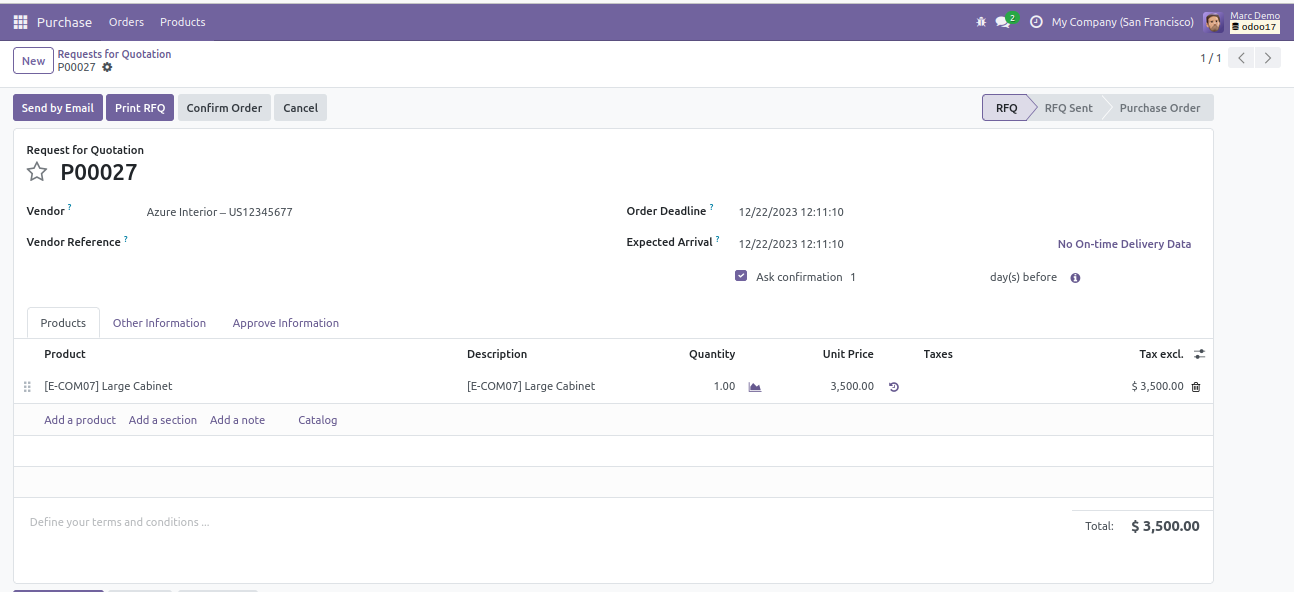 Purchase Orders Products 2 My Company (San Francisco) Marc Demo
odoo17
New Requests for Quotation
P00027
1 / 1
Send by Email Print RFQ Confirm Order Cancel RFQ RFQ Sent Purchase Order
Request for Quotation
P00027
Vendor ? Azure Interior – US12345677 Order Deadline ? 12/22/2023 12:11:10
Vendor Reference ? Expected Arrival ? 12/22/2023 12:11:10 No On-time Delivery Data
Ask confirmation 1 day(s) before
Products Other Information Approve Information
Product Description Quantity Unit Price Taxes Tax excl.
[E-COM07] Large Cabinet [E-COM07] Large Cabinet 1.00 3,500.00 $ 3,500.00
Add a product Add a section Add a note Catalog
Define your terms and conditions ...
Total: $ 3,500.00